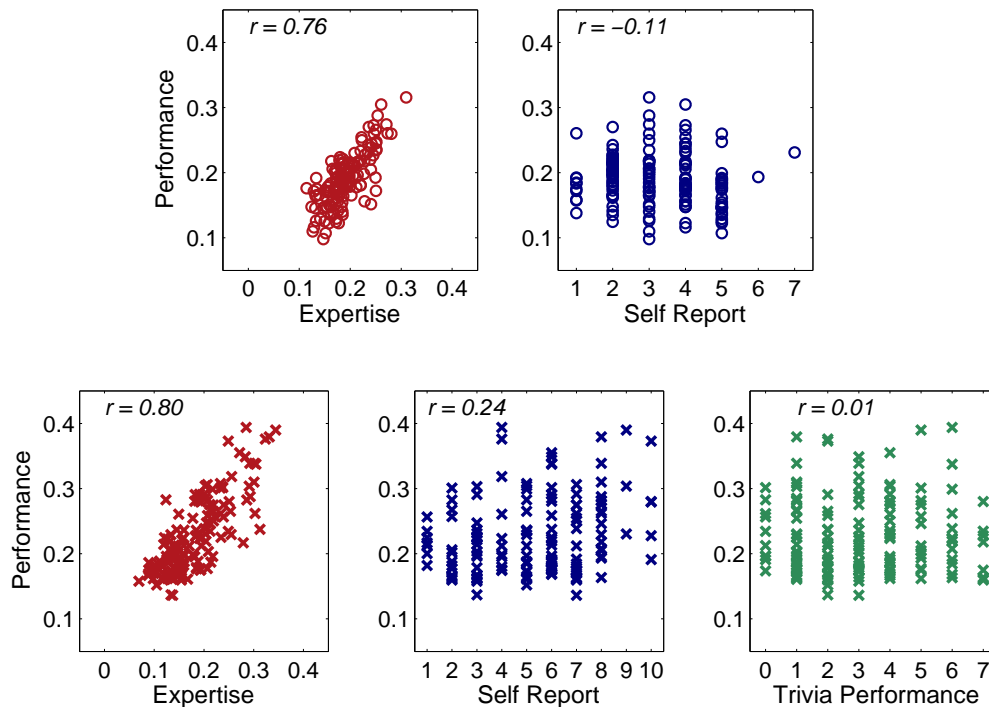 r = 0.76
r = −0.11
0.4
0.3
0.2
0.1
Performance
0.4
0.3
0.2
0.1
0 0.1 0.2 0.3 0.4
Expertise
1 2 3 4 5 6 7
Self Report
r = 0.80
r = 0.24
r = 0.01
0.4
0.3
0.2
0.1
Performance
0.4
0.3
0.2
0.1
0.4
0.3
0.2
0.1
0 0.1 0.2 0.3 0.4
Expertise
1 2 3 4 5 6 7 8 9 10
Self Report
0 1 2 3 4 5 6 7
Trivia Performance